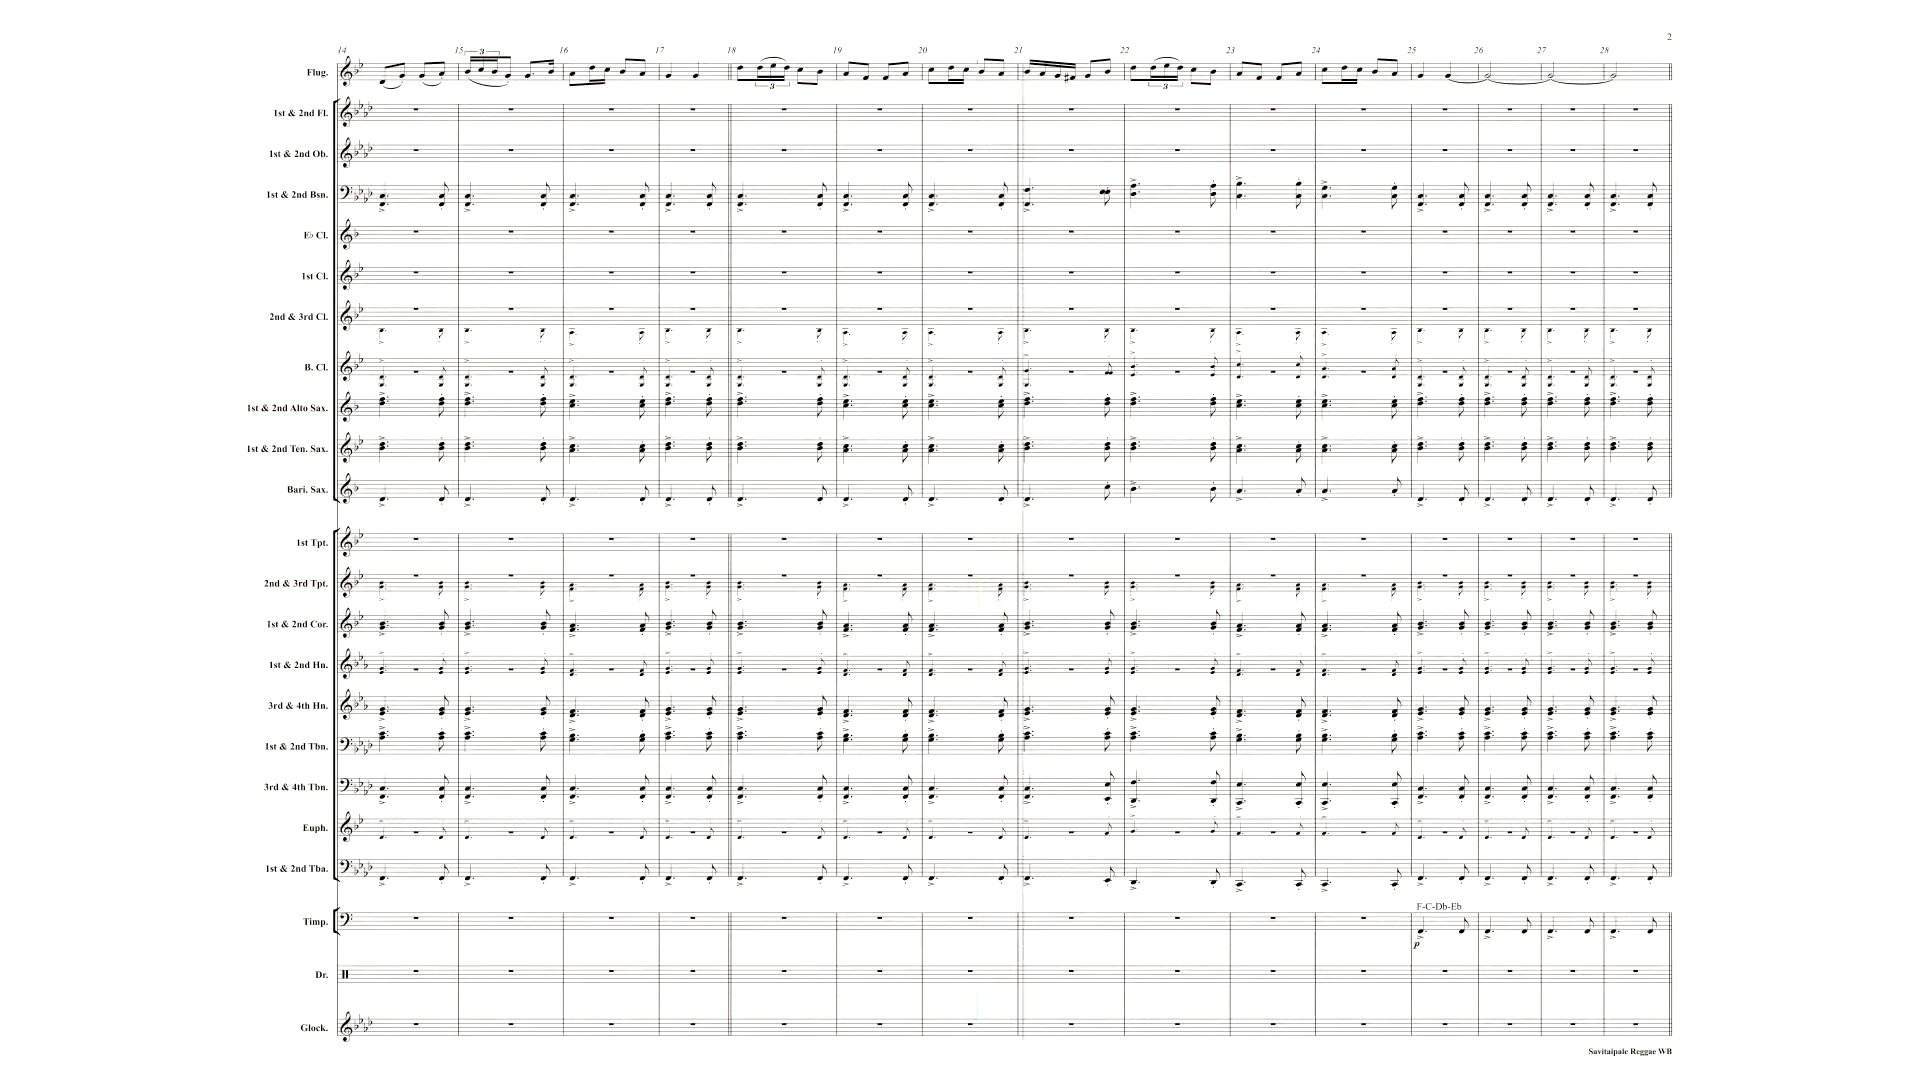 2
14 15 16 17 18 19 20 21 22 23 24 25 26 27 28
3 3 3
Flug.
1st & 2nd Fl.
1st & 2nd Ob.
1st & 2nd Bsn.
E♭ Cl.
1st Cl.
2nd & 3rd Cl.
B. Cl.
1st & 2nd Alto Sax.
1st & 2nd Ten. Sax.
Bari. Sax.
1st Tpt.
2nd & 3rd Tpt.
1st & 2nd Cor.
1st & 2nd Hn.
3rd & 4th Hn.
1st & 2nd Tbn.
3rd & 4th Tbn.
Euph.
1st & 2nd Tba.
F-C-Db-Eb
Timp.
p
Dr.
Glock.
Savitaipale Reggae WB